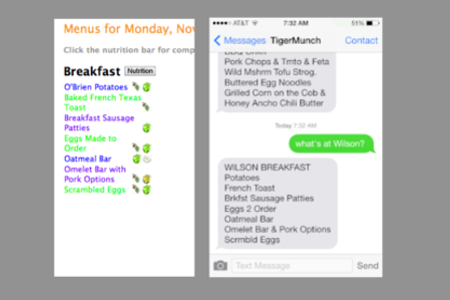 Menus for Monday, Nov
Click the nutrition bar for comp
Breakfast Nutrition
O'Brien Potatoes
Baked French Texas
Toast
Breakfast Sausage
Patties
Eggs Made to
Order
Oatmeal Bar
Omelet Bar with
Pork Options
Scrambled Eggs
AT&T 7:32 AM 51%
Messages TigerMunch Contact
Pork Chops & Tmto & Feta
Wild Mshrm Tofu Strog.
Buttered Egg Noodles
Grilled Corn on the Cob &
Honey Ancho Chili Butter
Today 7:32 AM
what's at Wilson?
WILSON BREAKFAST
Potatoes
French Toast
Brkfst Sausage Patties
Eggs 2 Order
Oatmeal Bar
Omelet Bar & Pork Options
Scrmbld Eggs
Text Message Send